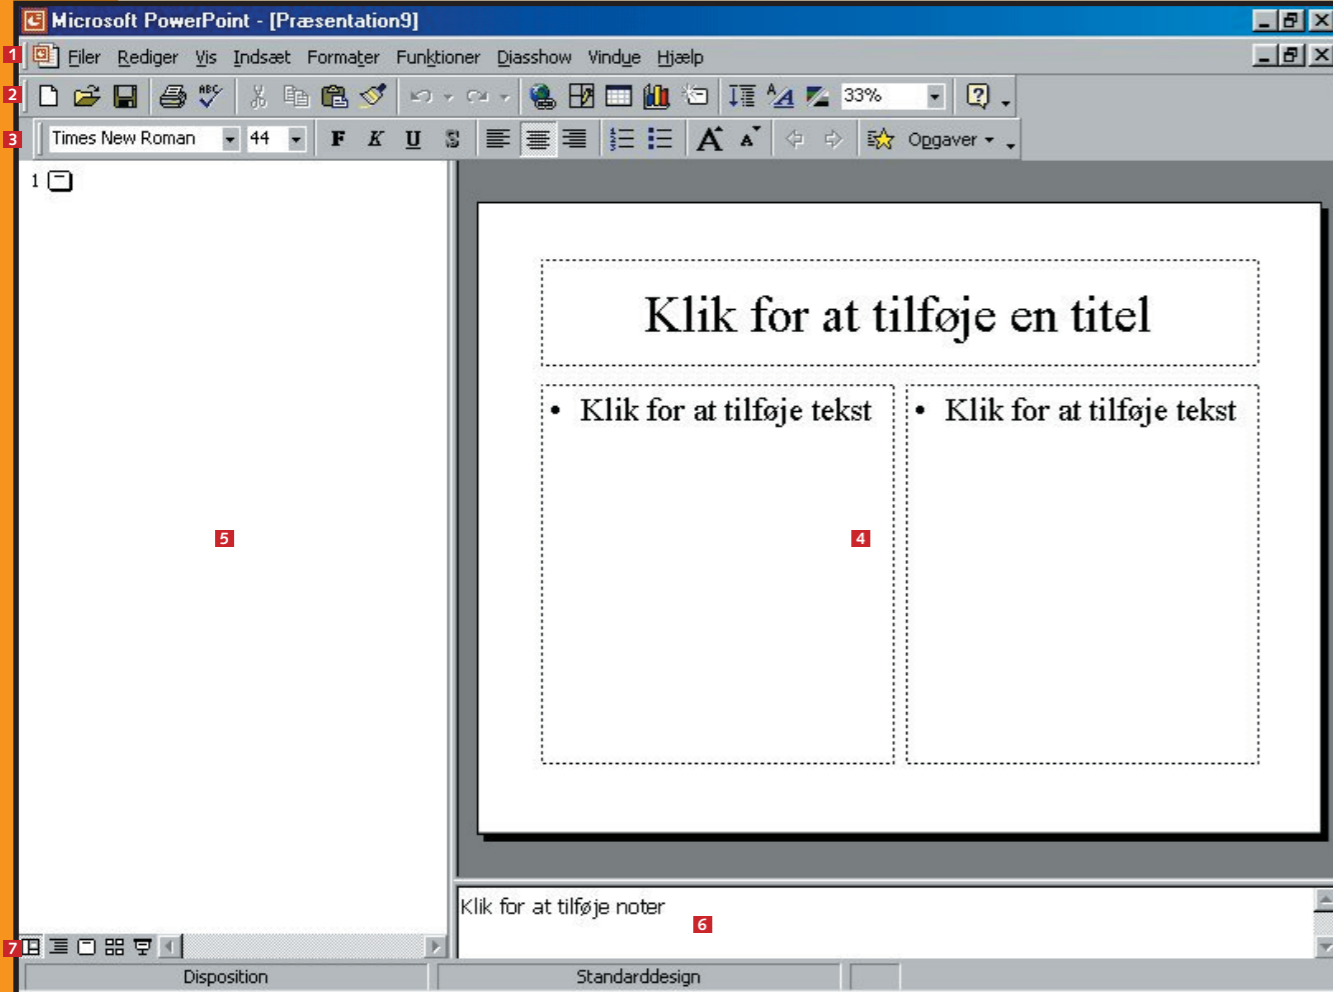 Microsoft PowerPoint - [Præsentation9]
1 Filer Rediger Vis Indsæt Formater Funktioner Diasshow Vindue Hjælp
2 ABC 33% ?
3 Times New Roman 44 F K U S A A Opgaver
1
Klik for at tilføje en titel
• Klik for at tilføje tekst
• Klik for at tilføje tekst
5
4
Klik for at tilføje noter
6
7
Disposition Standarddesign